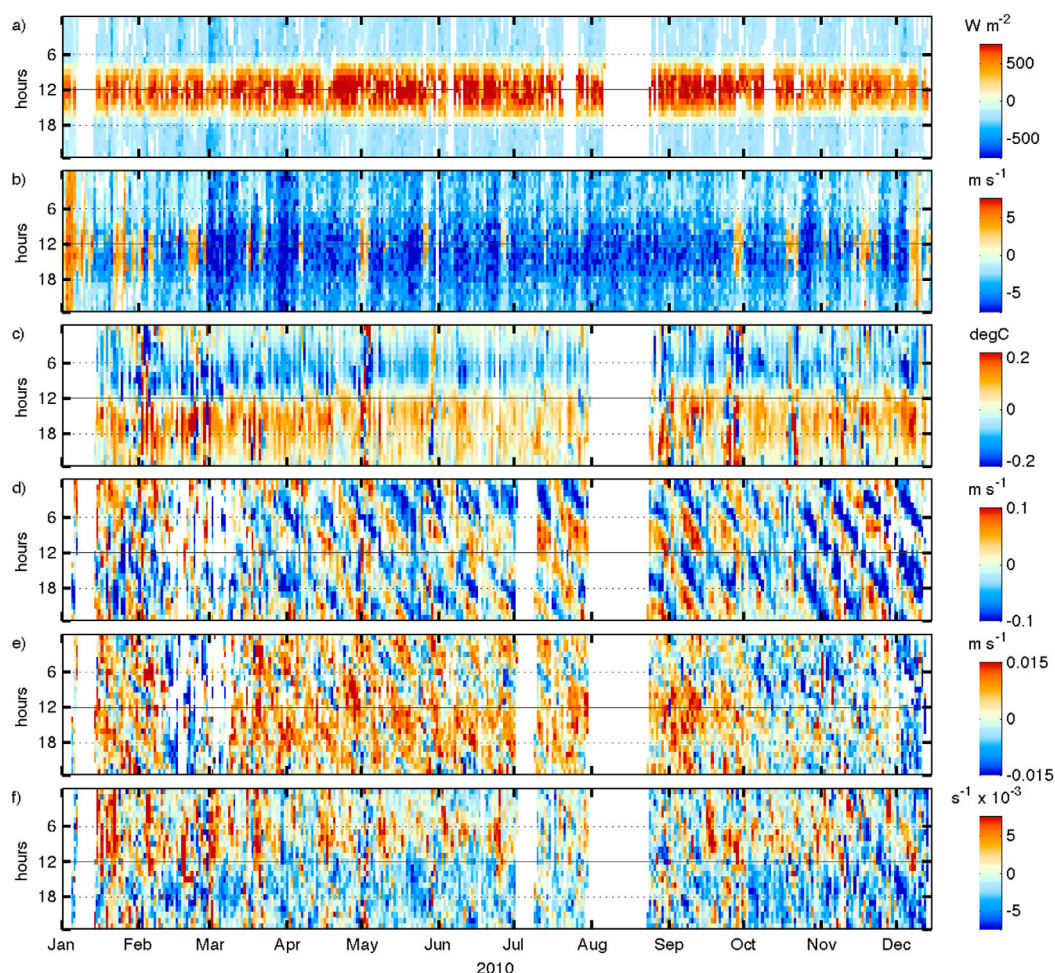 a)
W m-2
hours
6
12
18
500
0
-500
b)
m s-1
hours
6
12
18
5
0
-5
c)
degC
hours
6
12
18
0.2
0
-0.2
d)
m s-1
hours
6
12
18
0.1
0
-0.1
e)
m s-1
hours
6
12
18
0.015
0
-0.015
f)
s-1 x 10-3
hours
6
12
18
5
0
-5
Jan Feb Mar Apr May Jun Jul Aug Sep Oct Nov Dec
2010